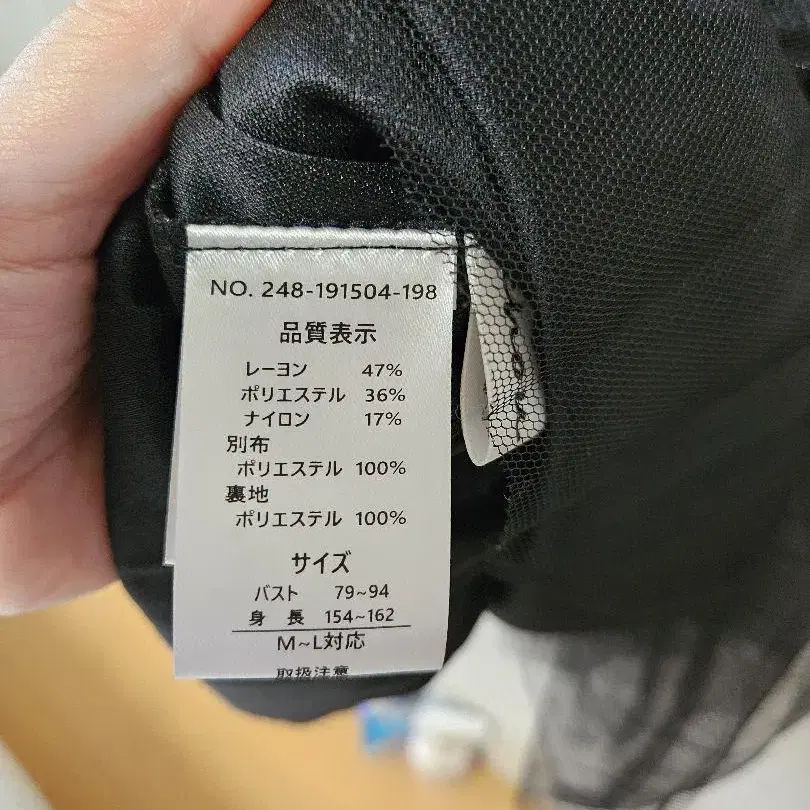 NO. 248-191504-198
品質表示
レーヨン 47%
ポリエステル 36%
ナイロン 17%
別布
ポリエステル 100%
裏地
ポリエステル 100%
サイズ
バスト 79~94
身 長 154~162
M~L対応
取扱注意